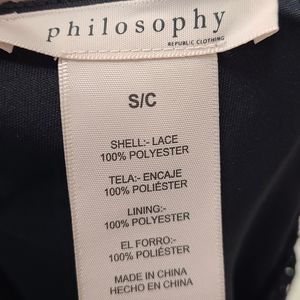 philosophy
REPUBLIC CLOTHING
S/C
SHELL:- LACE
100% POLYESTER
TELA:- ENCAJE
100% POLIÉSTER
LINING:-
100% POLYESTER
EL FORRO:-
100% POLIÉSTER
MADE IN CHINA
HECHO EN CHINA